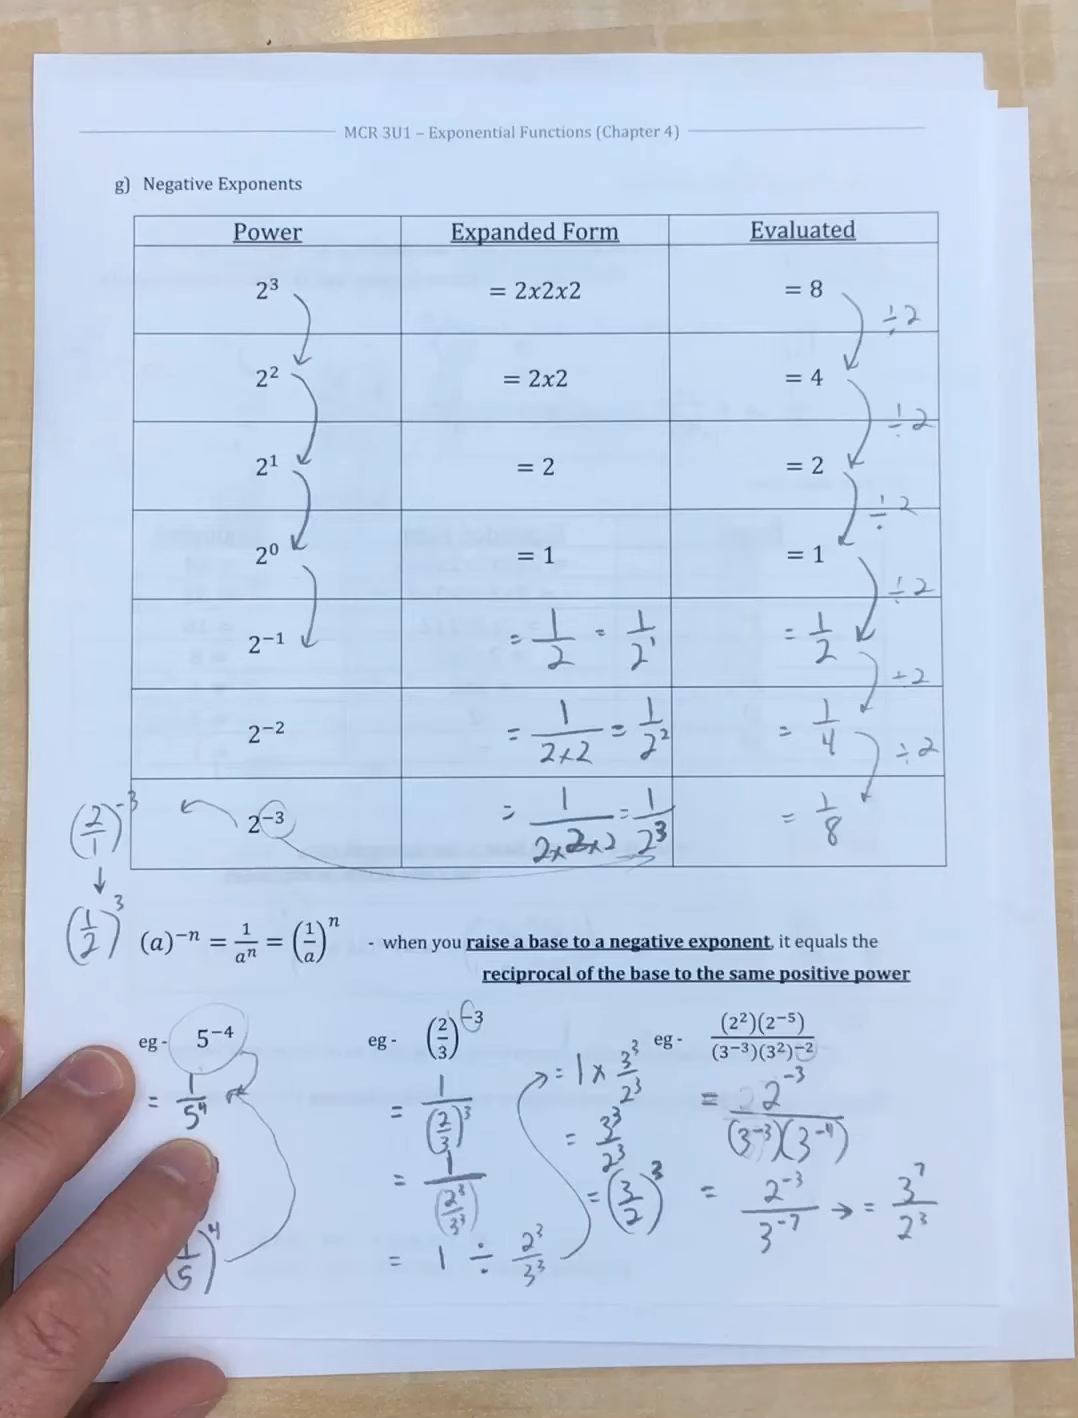 MCR 3U1 – Exponential Functions (Chapter 4)
g) Negative Exponents
Power Expanded Form Evaluated
2³ = 2x2x2 = 8
÷2
2² = 2x2 = 4
÷2
2¹ = 2 = 2
÷2
2⁰ = 1 = 1
÷2
2⁻¹ = 1/2 = 1/2¹ = 1/2
÷2
2⁻² = 1/(2x2) = 1/2² = 1/4
÷2
(2/1)⁻³ 2⁻³ = 1/(2x2x2) = 1/2³ = 1/8
↓
(1/2)³ (a)⁻ⁿ = 1/aⁿ = (1/a)ⁿ - when you raise a base to a negative exponent, it equals the
reciprocal of the base to the same positive power
eg - 5⁻⁴
= 1/5⁴
(1/5)⁴
eg - (2/3)⁻³
= 1/(2/3)³
= 1/(2³/3³)
= 1 ÷ 2³/3³
= 1 x 3³/2³
= 3³/2³
= (3/2)³
eg - (2²)(2⁻⁵)/(3⁻³)(3²)⁻²
= 2⁻³/(3⁻³)(3⁻⁴)
= 2⁻³/3⁻⁷ → = 3⁷/2³